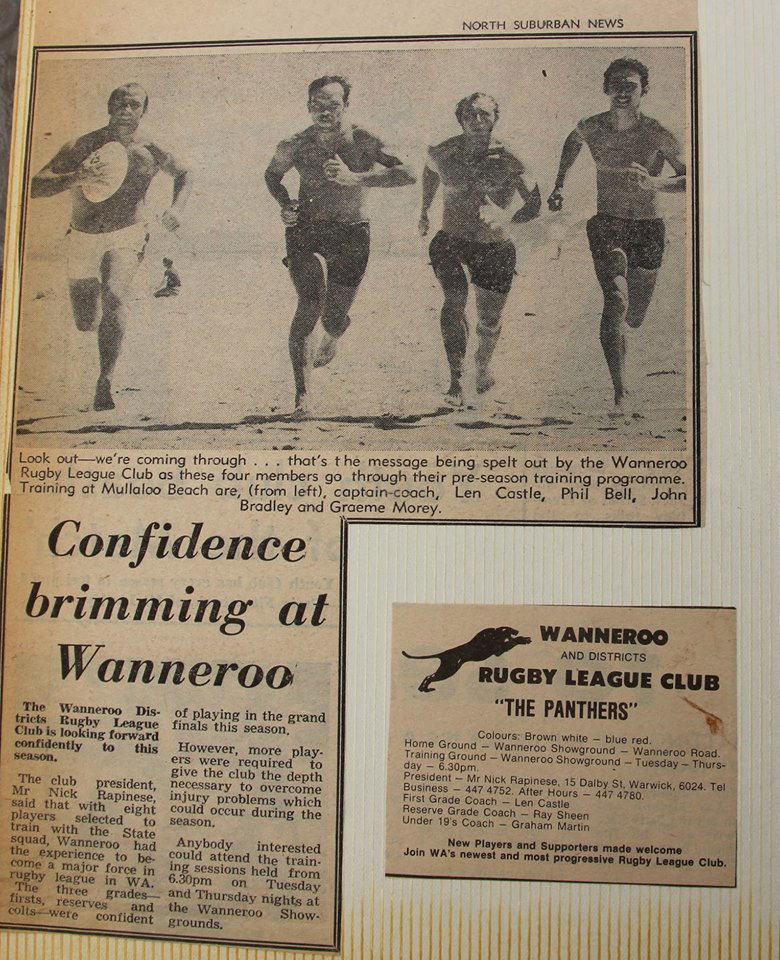 NORTH SUBURBAN NEWS
Look out—we're coming through . . . that's the message being spelt out by the Wanneroo
Rugby League Club as these four members go through their pre-season training programme.
Training at Mullaloo Beach are, (from left), captain-coach, Len Castle, Phil Bell, John
Bradley and Graeme Morey.
Confidence
brimming at
Wanneroo
The Wanneroo Dis-
tricts Rugby League
Club is looking forward
confidently to this
season.
The club president,
Mr Nick Rapinese,
said that with eight
players selected to
train with the State
squad, Wanneroo had
the experience to be-
come a major force in
rugby league in WA.
The three grades—
firsts, reserves and
colts—were confident
of playing in the grand
finals this season.
However, more play-
ers were required to
give the club the depth
necessary to overcome
injury problems which
could occur during the
season.
Anybody interested
could attend the train-
ing sessions held from
6.30pm on Tuesday
and Thursday nights at
the Wanneroo Show-
grounds.
WANNEROO
AND DISTRICTS
RUGBY LEAGUE CLUB
"THE PANTHERS"
Colours: Brown white – blue red.
Home Ground – Wanneroo Showground – Wanneroo Road.
Training Ground – Wanneroo Showground – Tuesday – Thurs-
day – 6.30pm.
President – Mr Nick Rapinese, 15 Dalby St, Warwick, 6024. Tel
Business – 447 4752. After Hours – 447 4780.
First Grade Coach – Len Castle
Reserve Grade Coach – Ray Sheen
Under 19's Coach – Graham Martin
New Players and Supporters made welcome
Join WA's newest and most progressive Rugby League Club.